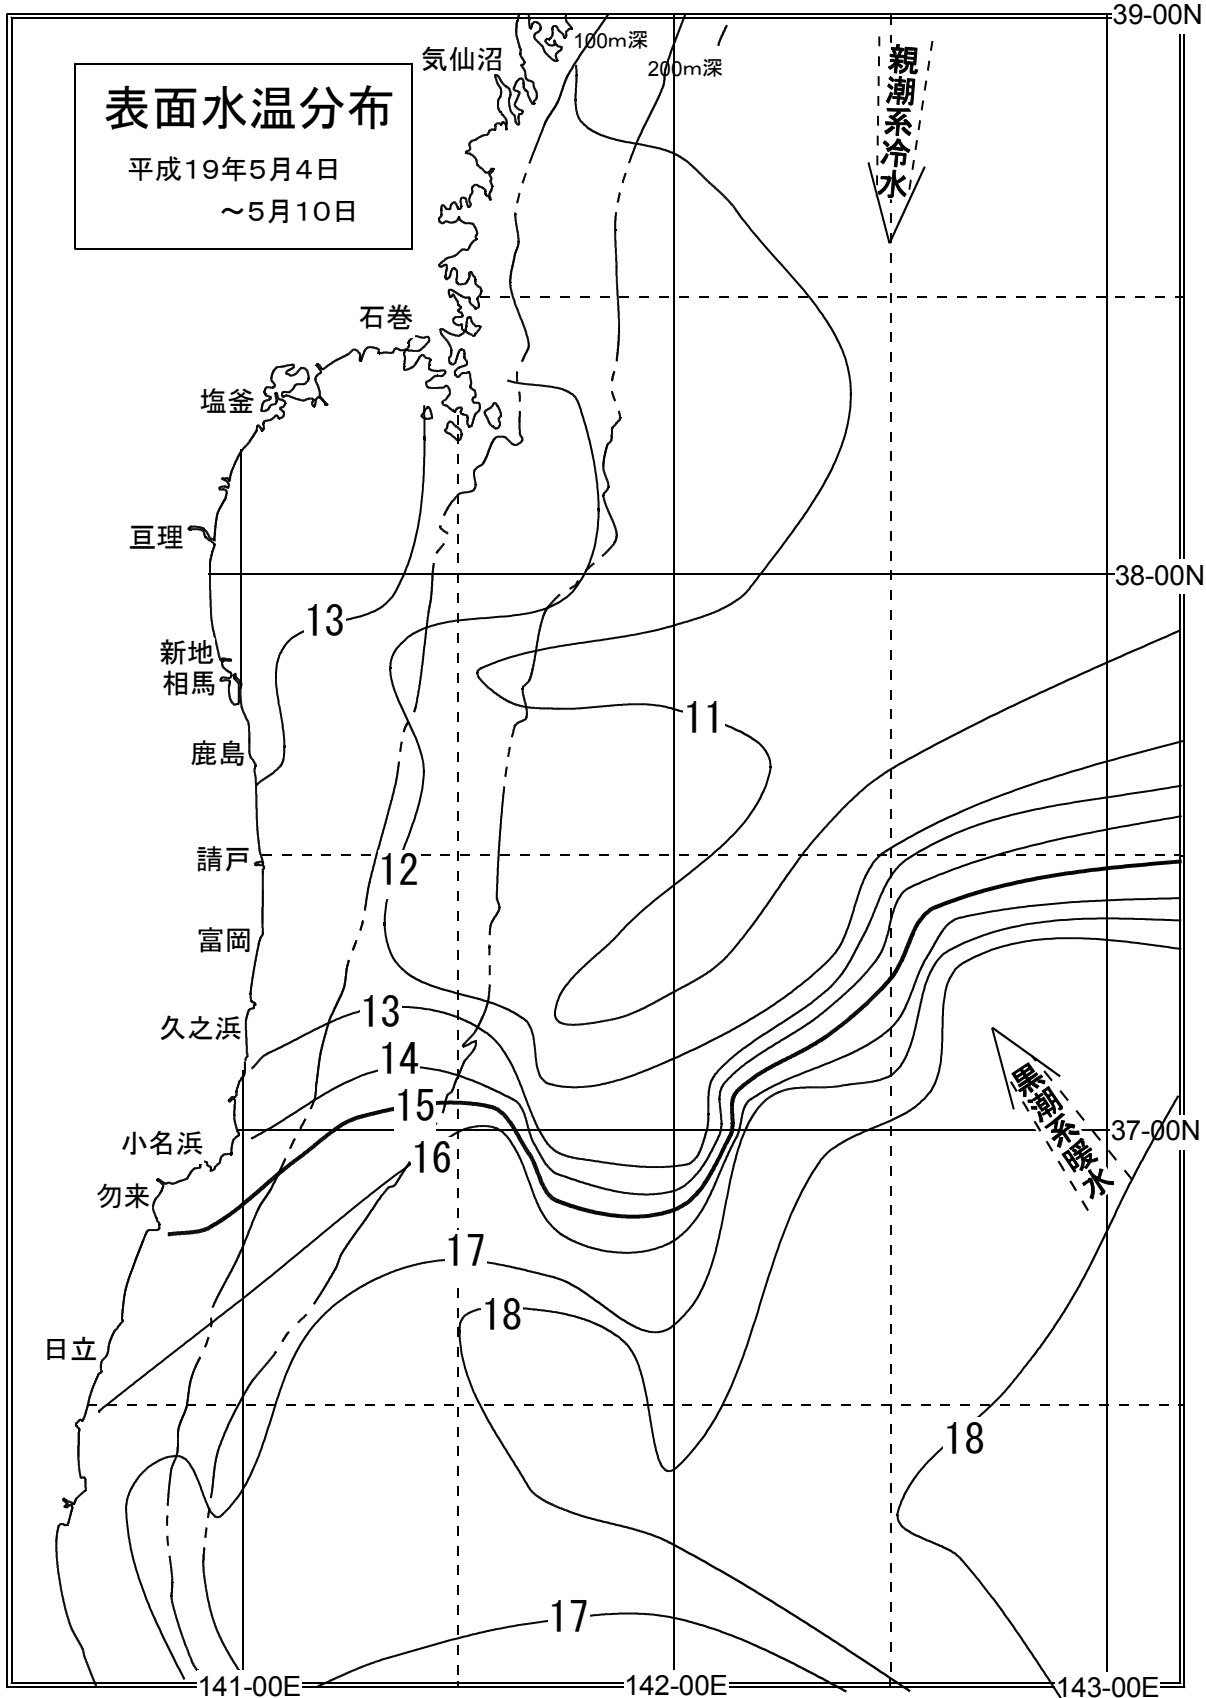 39-00N
100m深
気仙沼
200m深
親潮系冷水
表面水温分布
平成19年5月4日
～5月10日
石巻
塩釜
亘理
38-00N
13
新地
相馬
11
鹿島
請戸
12
富岡
13
久之浜
14
黒潮系暖水
15
37-00N
小名浜
16
勿来
17
18
日立
18
17
141-00E
142-00E
143-00E